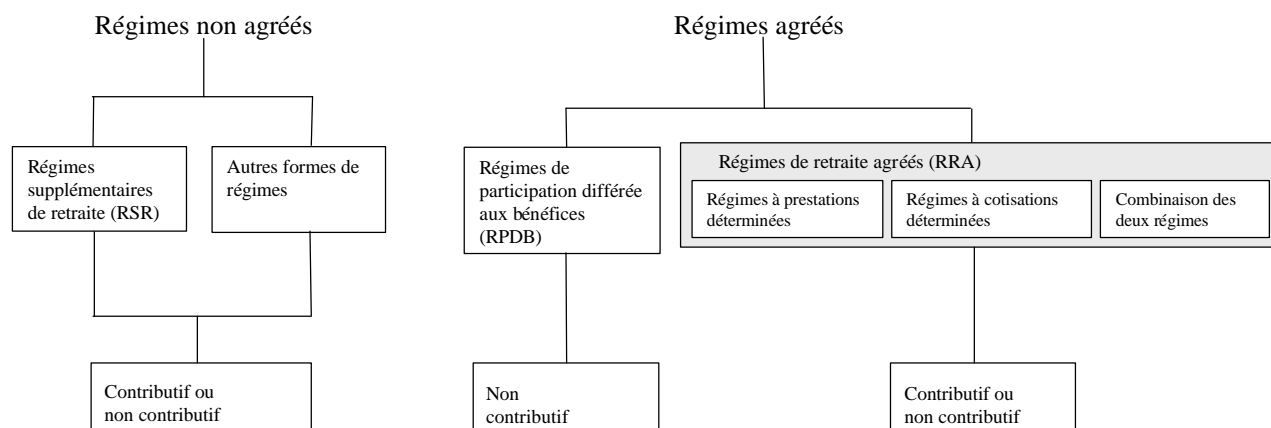 Régimes non agréés
Régimes agréés
Régimes
supplémentaires
de retraite (RSR)
Autres formes de
régimes
Régimes de
participation différée
aux bénéfices
(RPDB)
Régimes de retraite agréés (RRA)
Régimes à prestations
déterminées
Régimes à cotisations
déterminées
Combinaison des
deux régimes
Contributif ou
non contributif
Non
contributif
Contributif ou
non contributif